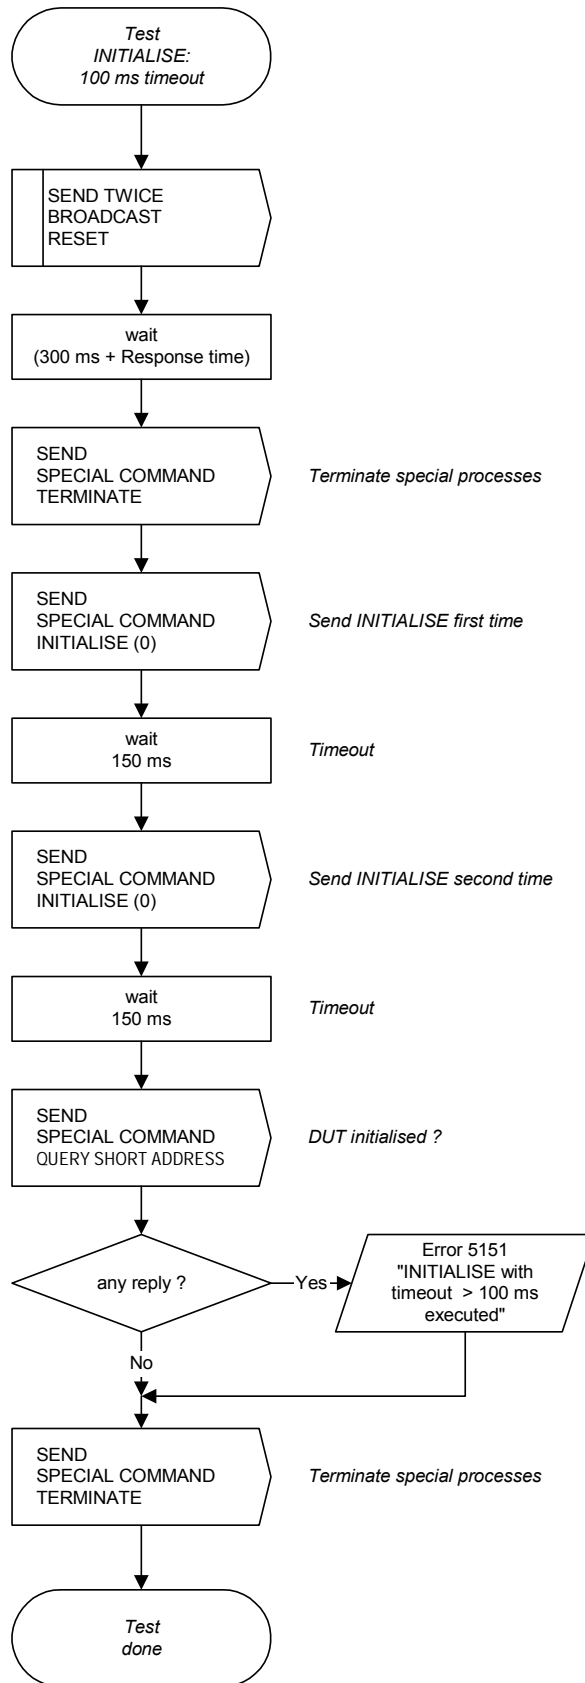 Test
INITIALISE:
100 ms timeout
SEND TWICE
BROADCAST
RESET
wait
(300 ms + Response time)
SEND
SPECIAL COMMAND
TERMINATE
Terminate special processes
SEND
SPECIAL COMMAND
INITIALISE (0)
Send INITIALISE first time
wait
150 ms
Timeout
SEND
SPECIAL COMMAND
INITIALISE (0)
Send INITIALISE second time
wait
150 ms
Timeout
SEND
SPECIAL COMMAND
QUERY SHORT ADDRESS
DUT initialised ?
any reply ?
Yes
Error 5151
"INITIALISE with
timeout > 100 ms
executed"
No
SEND
SPECIAL COMMAND
TERMINATE
Terminate special processes
Test
done